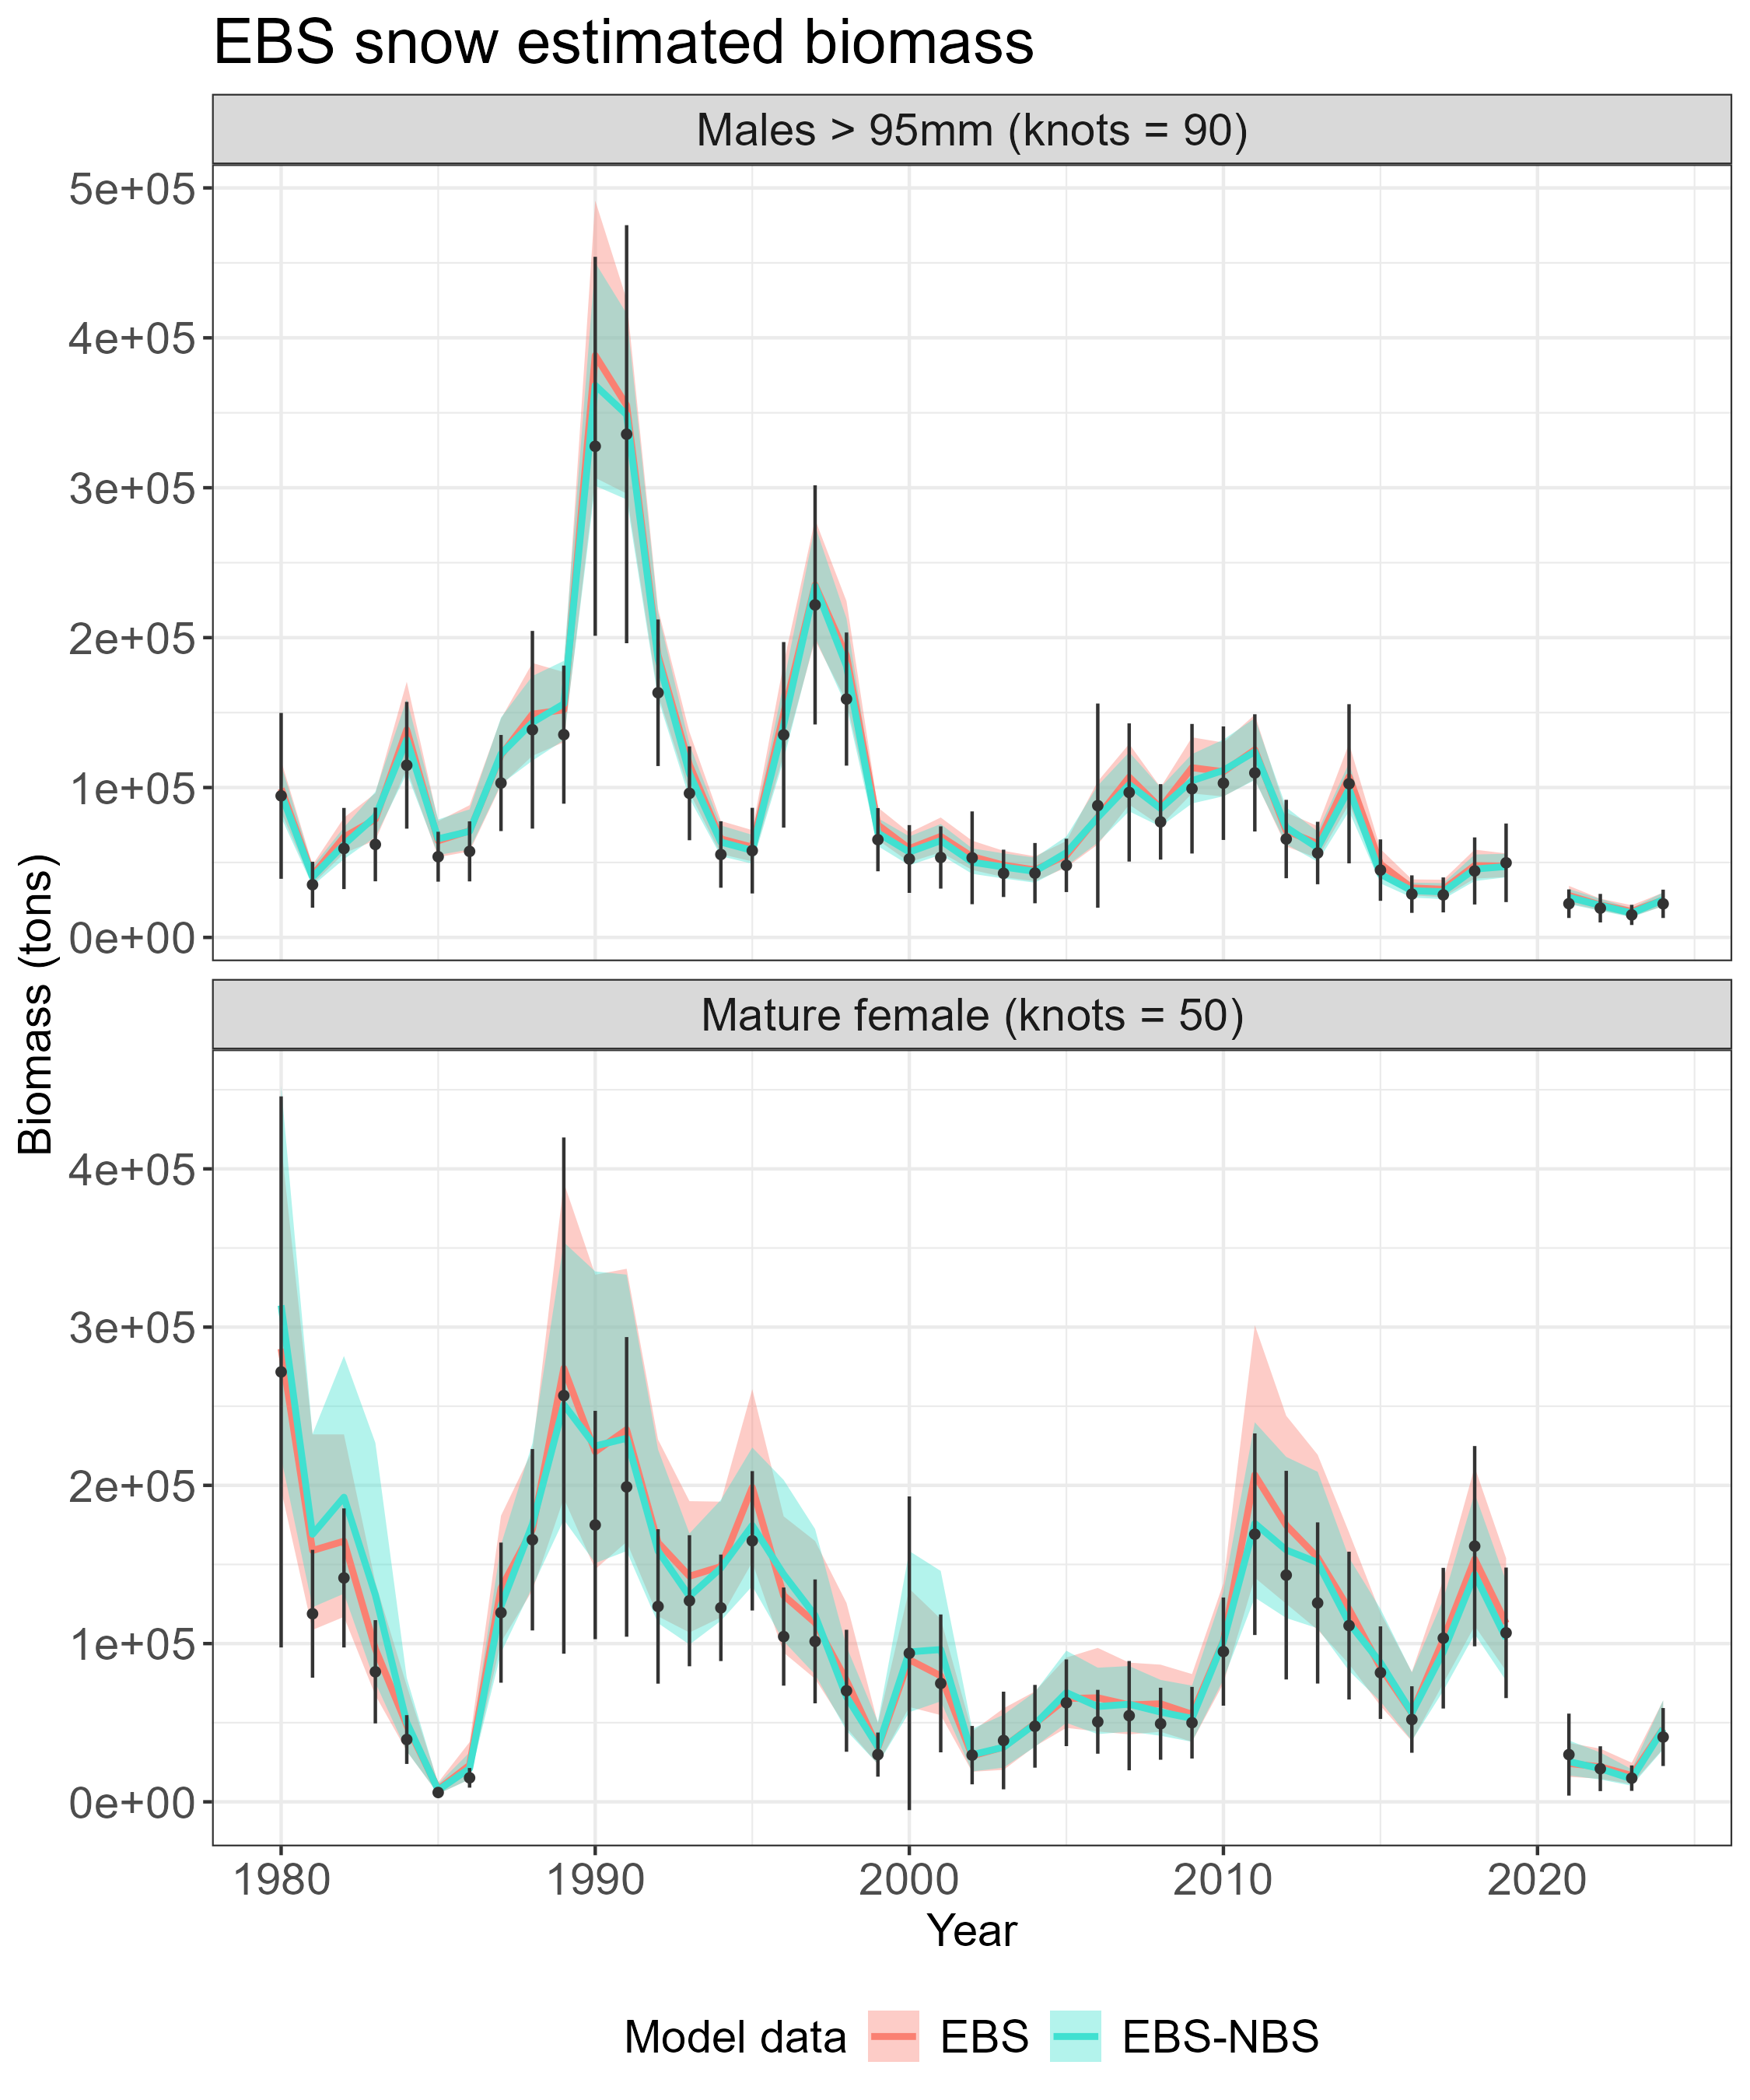 EBS snow estimated biomass
Males > 95mm (knots = 90)
5e+05
4e+05
3e+05
2e+05
1e+05
0e+00
Biomass (tons)
Mature female (knots = 50)
4e+05
3e+05
2e+05
1e+05
0e+00
1980 1990 2000 2010 2020
Year
Model data EBS EBS-NBS